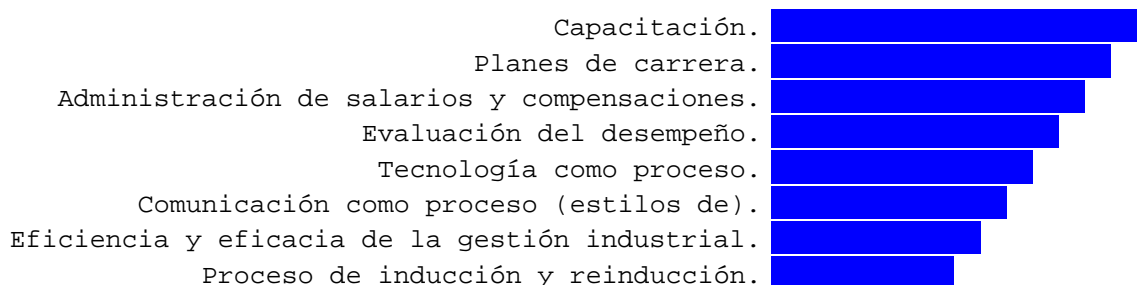 Capacitación.
Planes de carrera.
Administración de salarios y compensaciones.
Evaluación del desempeño.
Tecnología como proceso.
Comunicación como proceso (estilos de).
Eficiencia y eficacia de la gestión industrial.
Proceso de inducción y reinducción.